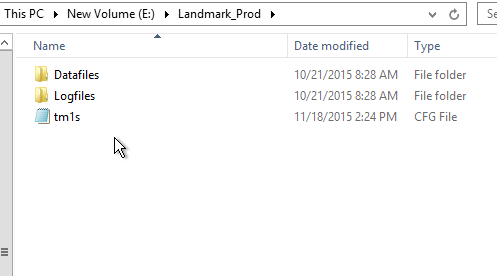 This PC New Volume (E:) Landmark_Prod
Name Date modified Type
Datafiles 10/21/2015 8:28 AM File folder
Logfiles 10/21/2015 8:28 AM File folder
tm1s 11/18/2015 2:24 PM CFG File